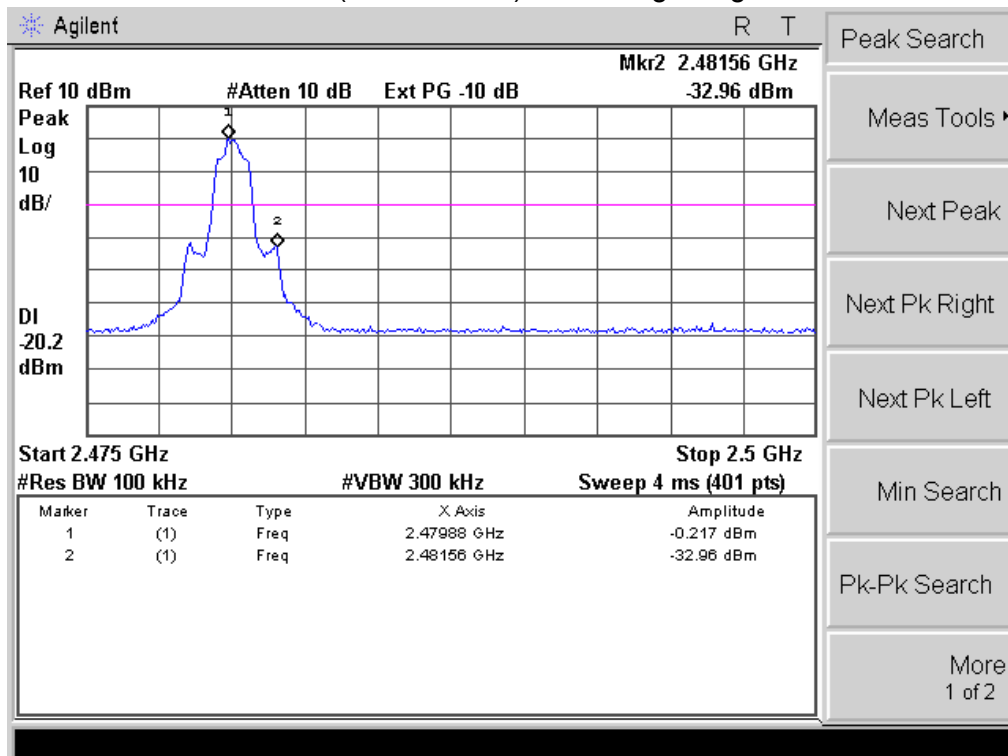 Agilent R T
Peak Search
Mkr2 2.48156 GHz
Ref 10 dBm #Atten 10 dB Ext PG -10 dB -32.96 dBm
Peak
Log
10
dB/
1
2
DI
-20.2
dBm
Start 2.475 GHz Stop 2.5 GHz
#Res BW 100 kHz #VBW 300 kHz Sweep 4 ms (401 pts)
Marker Trace Type X Axis Amplitude
1 (1) Freq 2.47988 GHz -0.217 dBm
2 (1) Freq 2.48156 GHz -32.96 dBm
Meas Tools
Next Peak
Next Pk Right
Next Pk Left
Min Search
Pk-Pk Search
More
1 of 2